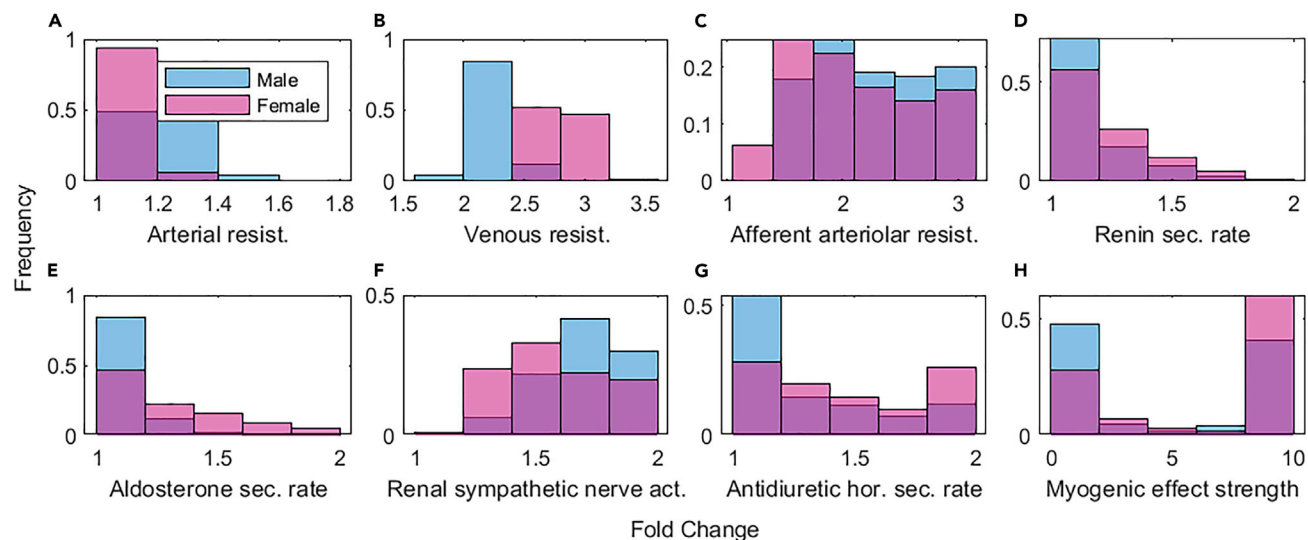 A
B
C
D
1
0.5
0
1 1.2 1.4 1.6 1.8
Male
Female
Arterial resist.
1
0.5
0
1.5 2 2.5 3 3.5
Venous resist.
0.2
0.1
0
1 2 3
Afferent arteriolar resist.
0.5
0
1 1.5 2
Renin sec. rate
Frequency
E
F
G
H
1
0.5
0
1 1.5 2
Aldosterone sec. rate
0.5
0
1 1.5 2
Renal sympathetic nerve act.
0.5
0
1 1.5 2
Antidiuretic hor. sec. rate
0.5
0
0 5 10
Myogenic effect strength
Fold Change